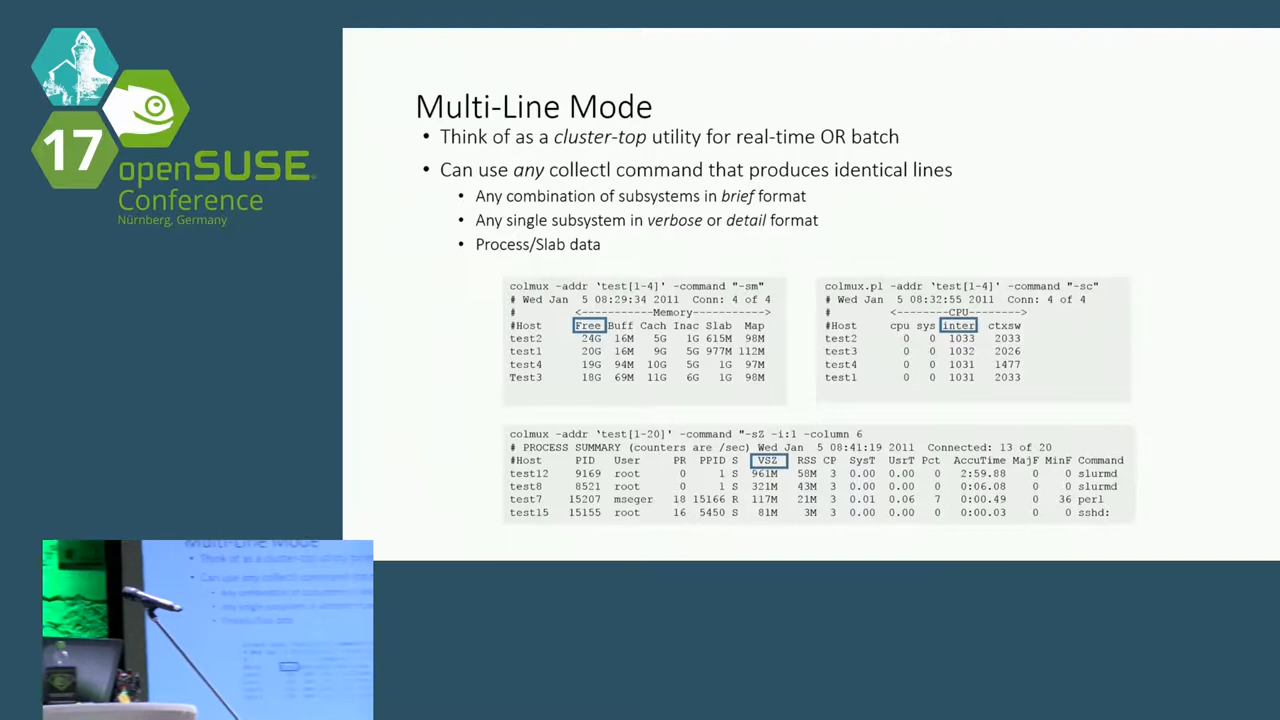 17
openSUSE
Conference
Nürnberg, Germany
Multi-Line Mode
• Think of as a cluster-top utility for real-time OR batch
• Can use any collectl command that produces identical lines
• Any combination of subsystems in brief format
• Any single subsystem in verbose or detail format
• Process/Slab data
colmux -addr ‘test[1-4]' -command "-sm"
# Wed Jan  5 08:29:34 2011  Conn: 4 of 4
#         <-----------Memory----------->
#Host     Free Buff Cach Inac Slab  Map
test2      24G  16M   5G   1G 615M  98M
test1      20G  16M   9G   5G 977M 112M
test4      19G  94M  10G   5G   1G  97M
Test3      18G  69M  11G   6G   1G  98M
colmux.pl -addr ‘test[1-4]' -command "-sc"
# Wed Jan  5 08:32:55 2011  Conn: 4 of 4
#         <--------CPU-------->
#Host     cpu sys inter  ctxsw
test2       0   0  1033   2033
test3       0   0  1032   2026
test4       0   0  1031   1477
test1       0   0  1031   2033
colmux -addr ‘test[1-20]' -command "-sZ -i:1 -column 6
# PROCESS SUMMARY (counters are /sec) Wed Jan  5 08:41:19 2011  Connected: 13 of 20
#Host     PID   User     PR  PPID S   VSZ   RSS CP  SysT  UsrT Pct  AccuTime MajF MinF Command
test12    9169  root      0     1 S  961M   58M  3  0.00  0.00   0   2:59.88    0    0 slurmd
test8     8521  root      0     1 S  321M   43M  3  0.00  0.00   0   0:06.08    0    0 slurmd
test7    15207  mseger   18 15166 R  117M   21M  3  0.01  0.06   7   0:00.49    0   36 perl
test15   15155  root     16  5450 S   81M    3M  3  0.00  0.00   0   0:00.03    0    0 sshd:
Multi-Line Mode